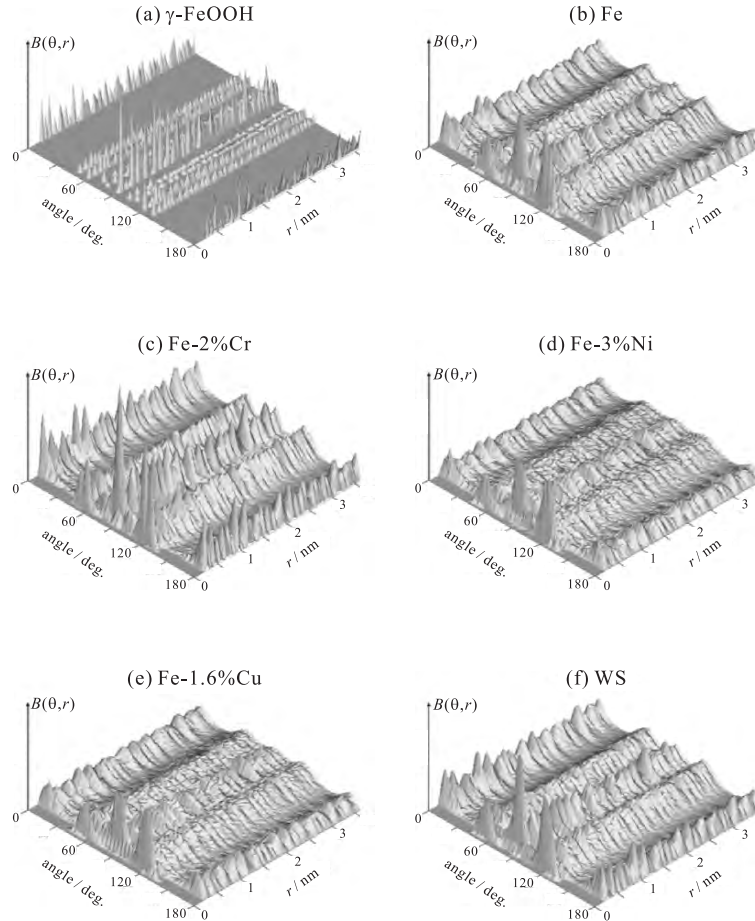 (a) γ-FeOOH
B(θ,r)
0
60
120
180
angle / deg.
0
1
2
3
r / nm
(b) Fe
B(θ,r)
0
60
120
180
angle / deg.
0
1
2
3
r / nm
(c) Fe-2%Cr
B(θ,r)
0
60
120
180
angle / deg.
0
1
2
3
r / nm
(d) Fe-3%Ni
B(θ,r)
0
60
120
180
angle / deg.
0
1
2
3
r / nm
(e) Fe-1.6%Cu
B(θ,r)
0
60
120
180
angle / deg.
0
1
2
3
r / nm
(f) WS
B(θ,r)
0
60
120
180
angle / deg.
0
1
2
3
r / nm